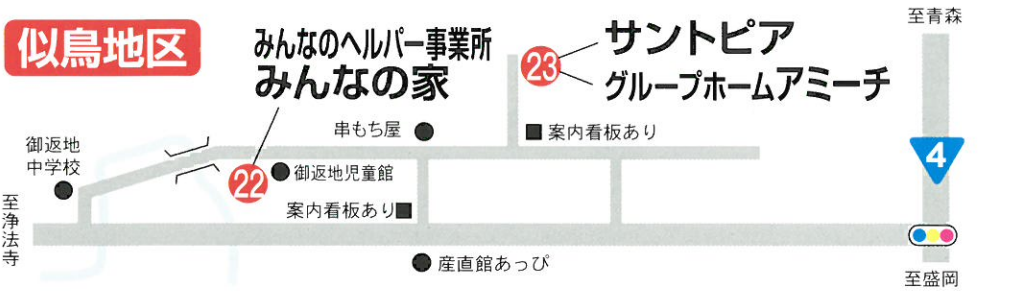 似鳥地区
みんなのヘルパー事業所
みんなの家
22
23
サントピア
グループホームアミーチ
至青森
串もち屋
案内看板あり
4
御返地
中学校
御返地児童館
案内看板あり
至浄法寺
産直館あっぴ
至盛岡